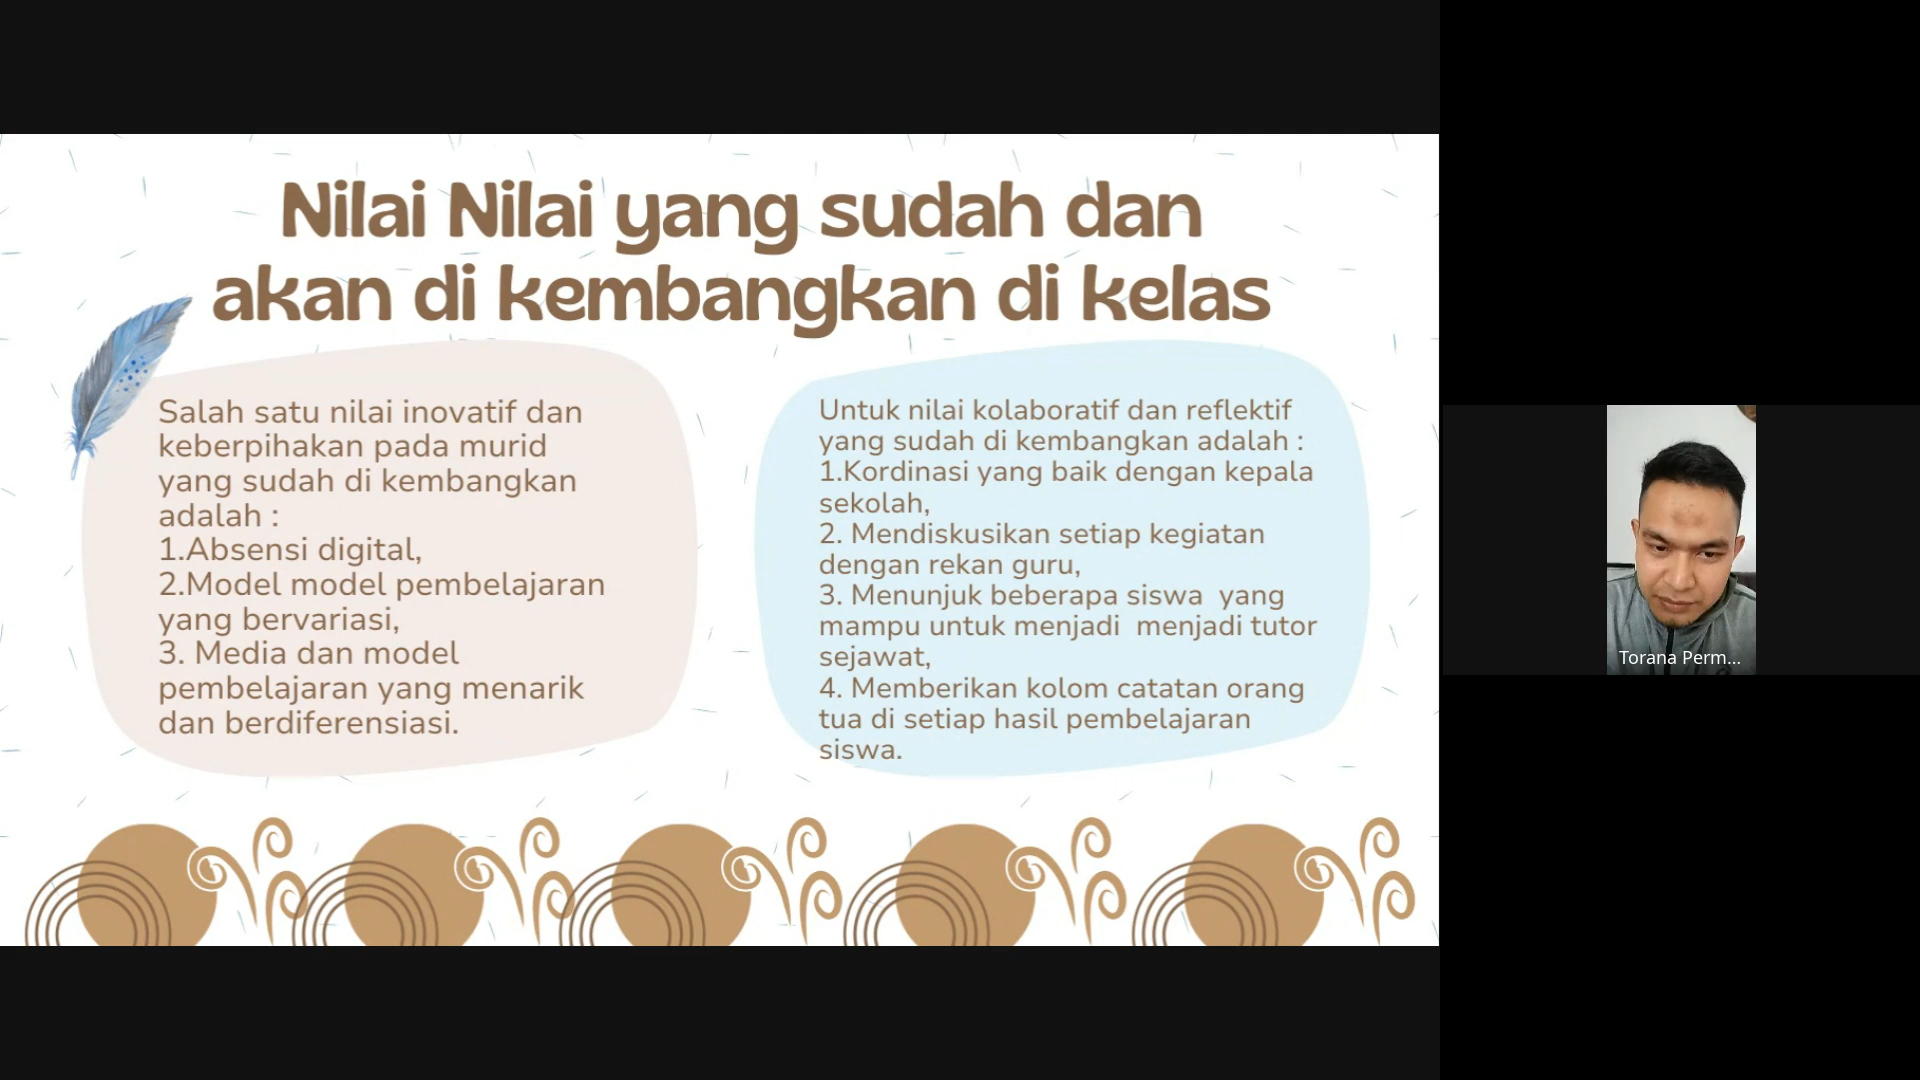 Nilai Nilai yang sudah dan
akan di kembangkan di kelas
Salah satu nilai inovatif dan
keberpihakan pada murid
yang sudah di kembangkan
adalah :
1.Absensi digital,
2.Model model pembelajaran
yang bervariasi,
3. Media dan model
pembelajaran yang menarik
dan berdiferensiasi.
Untuk nilai kolaboratif dan reflektif
yang sudah di kembangkan adalah :
1.Kordinasi yang baik dengan kepala
sekolah,
2. Mendiskusikan setiap kegiatan
dengan rekan guru,
3. Menunjuk beberapa siswa  yang
mampu untuk menjadi  menjadi tutor
sejawat,
4. Memberikan kolom catatan orang
tua di setiap hasil pembelajaran
siswa.
Torana Perm...